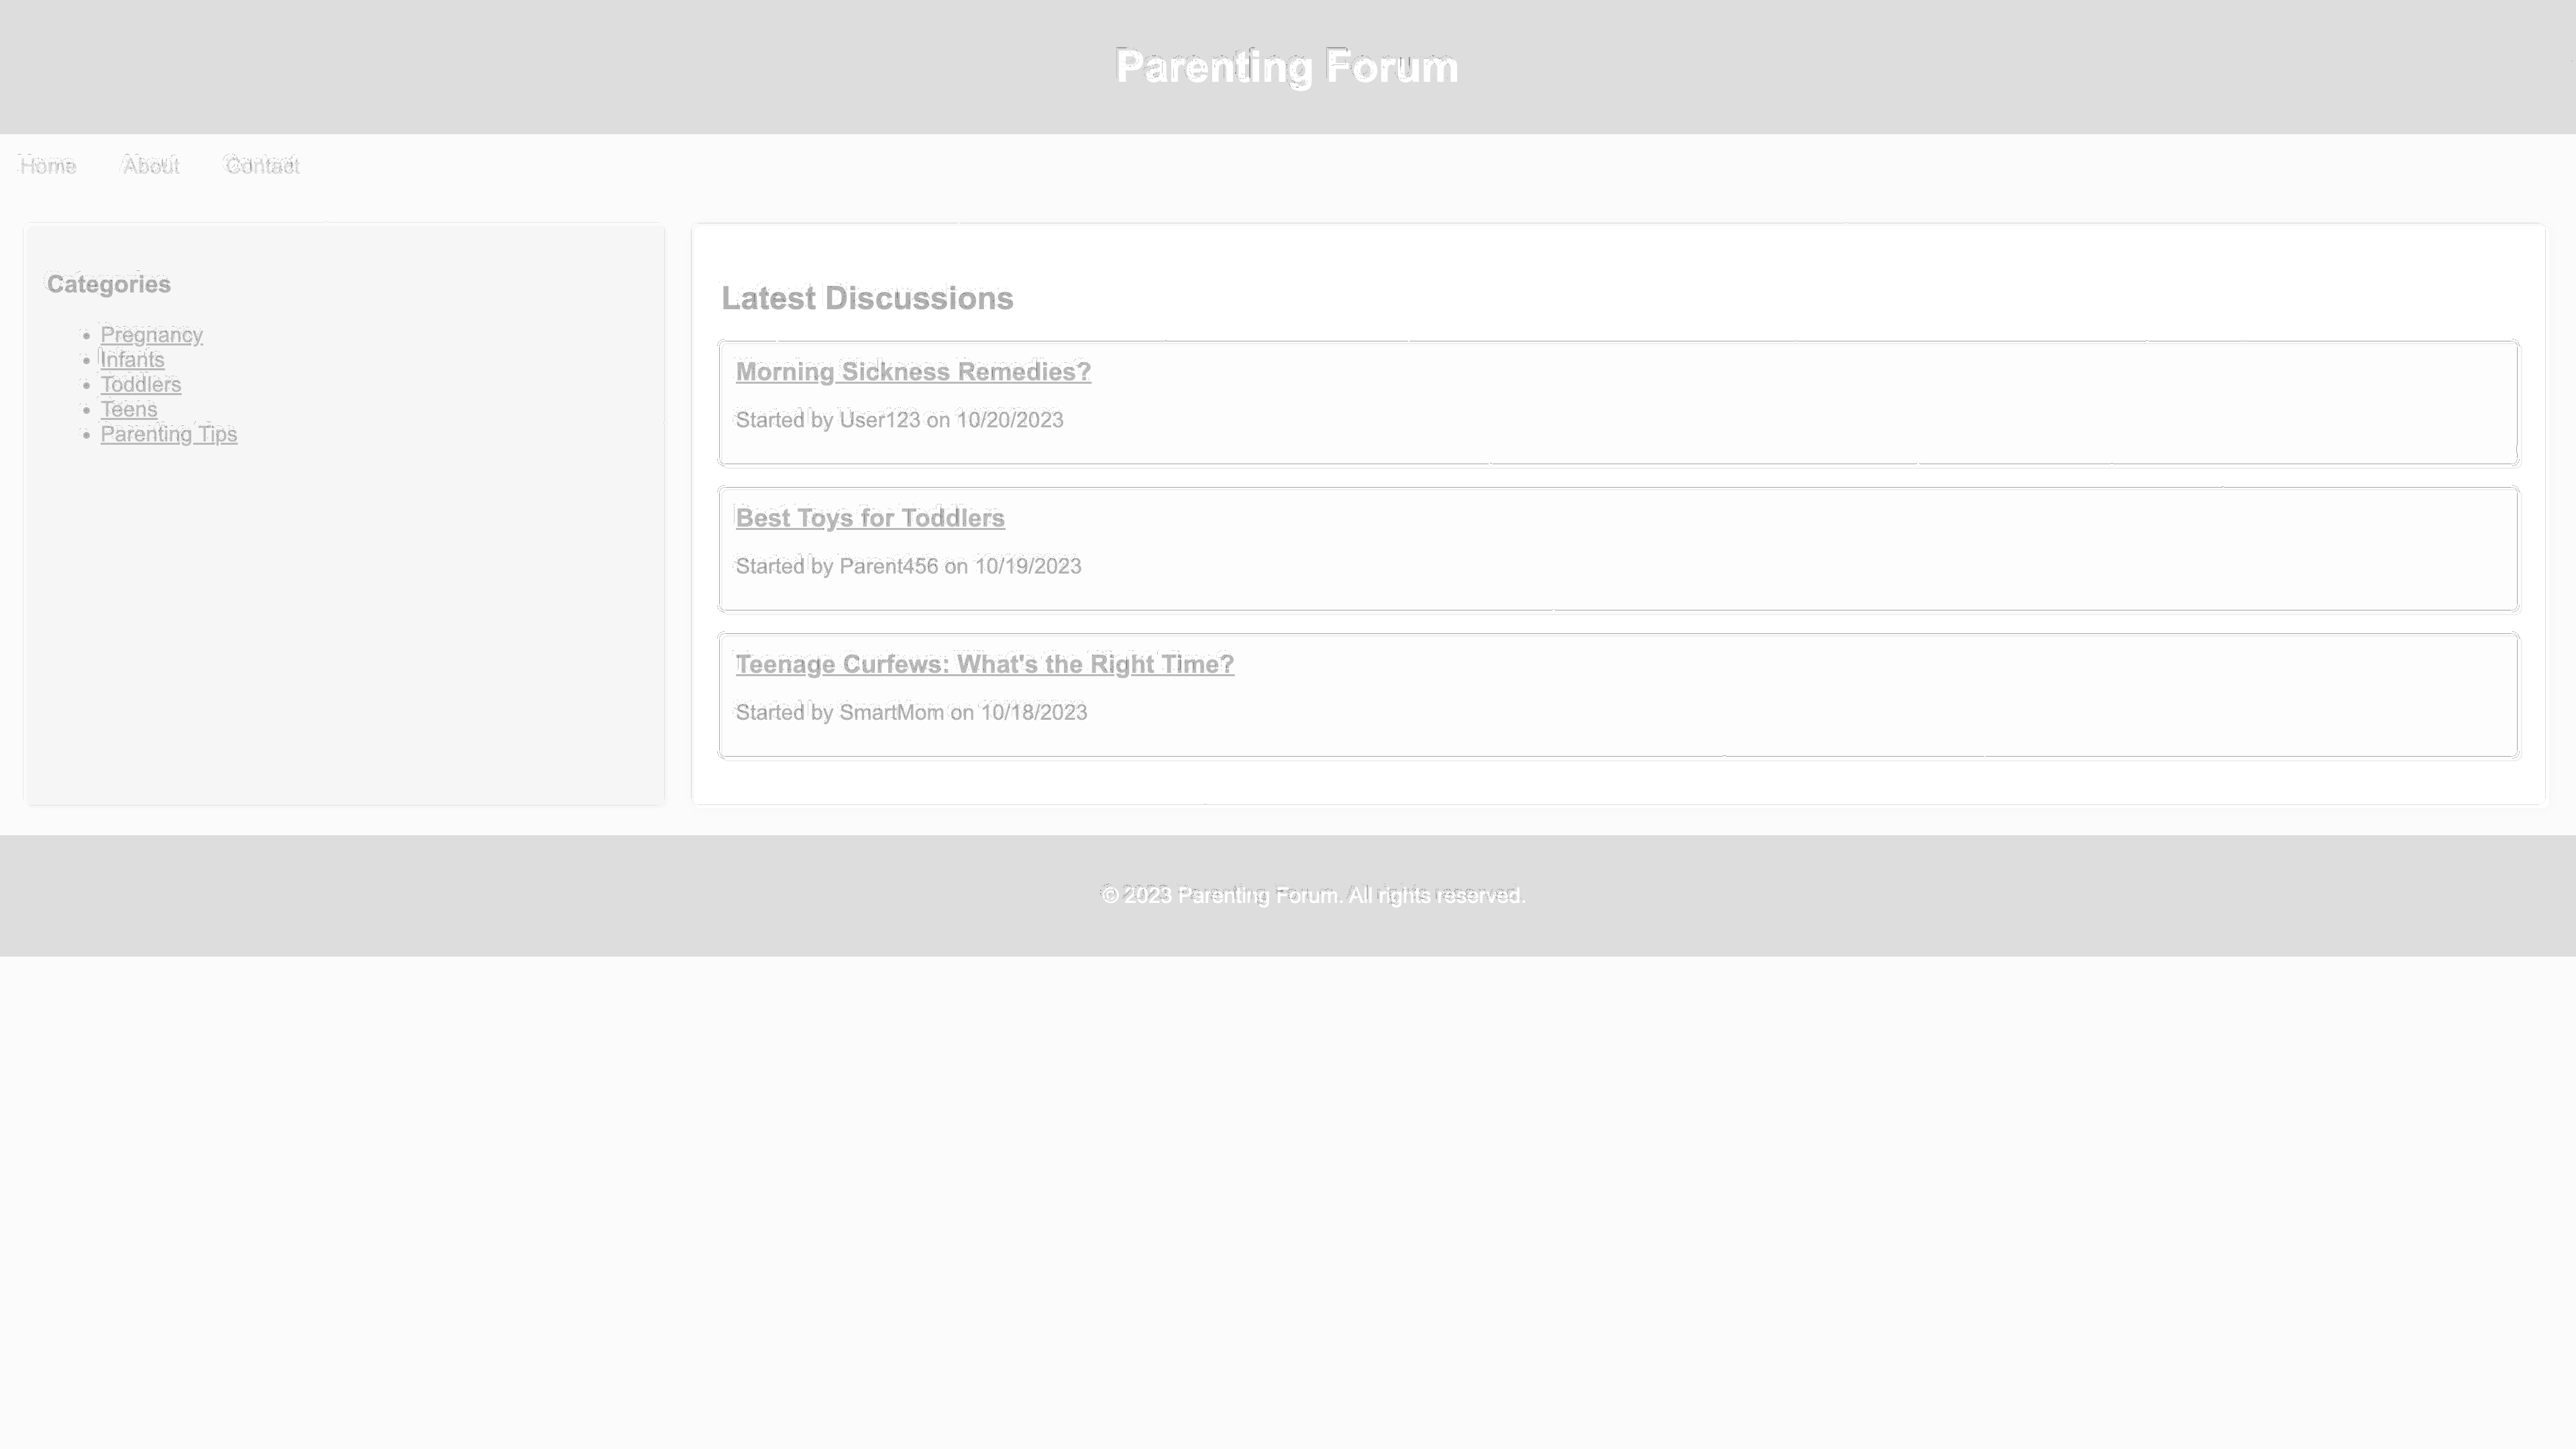 Parenting Forum
Home About Contact
Categories
Pregnancy
Infants
Toddlers
Teens
Parenting Tips
Latest Discussions
Morning Sickness Remedies?
Started by User123 on 10/20/2023
Best Toys for Toddlers
Started by Parent456 on 10/19/2023
Teenage Curfews: What's the Right Time?
Started by SmartMom on 10/18/2023
© 2023 Parenting Forum. All rights reserved.